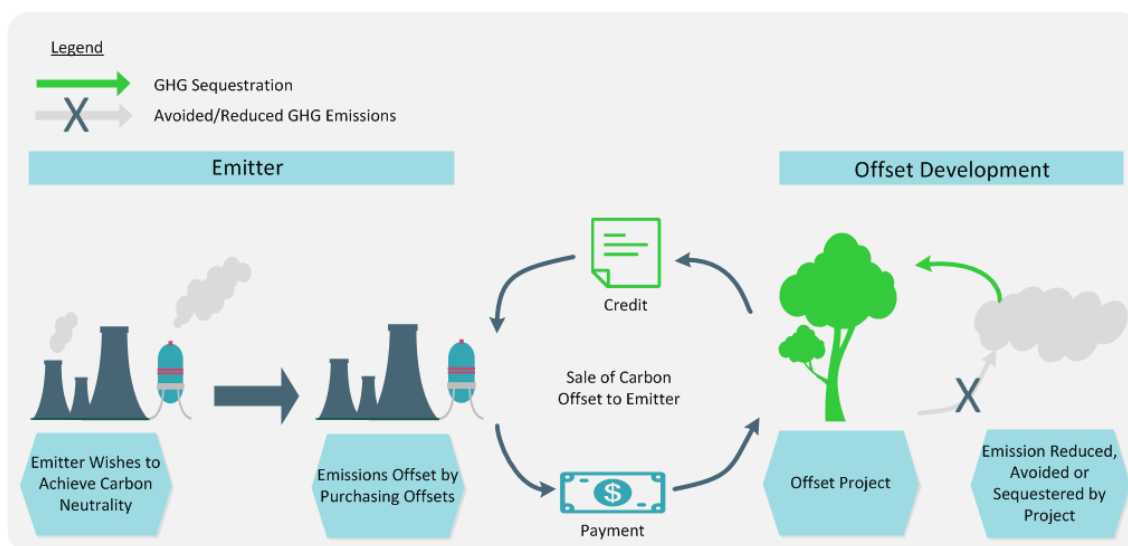 Legend
GHG Sequestration
X
Avoided/Reduced GHG Emissions
Emitter
Offset Development
Credit
Sale of Carbon
Offset to Emitter
X
Emitter Wishes to
Achieve Carbon
Neutrality
Emissions Offset by
Purchasing Offsets
$
Payment
Offset Project
Emission Reduced,
Avoided or
Sequestered by
Project